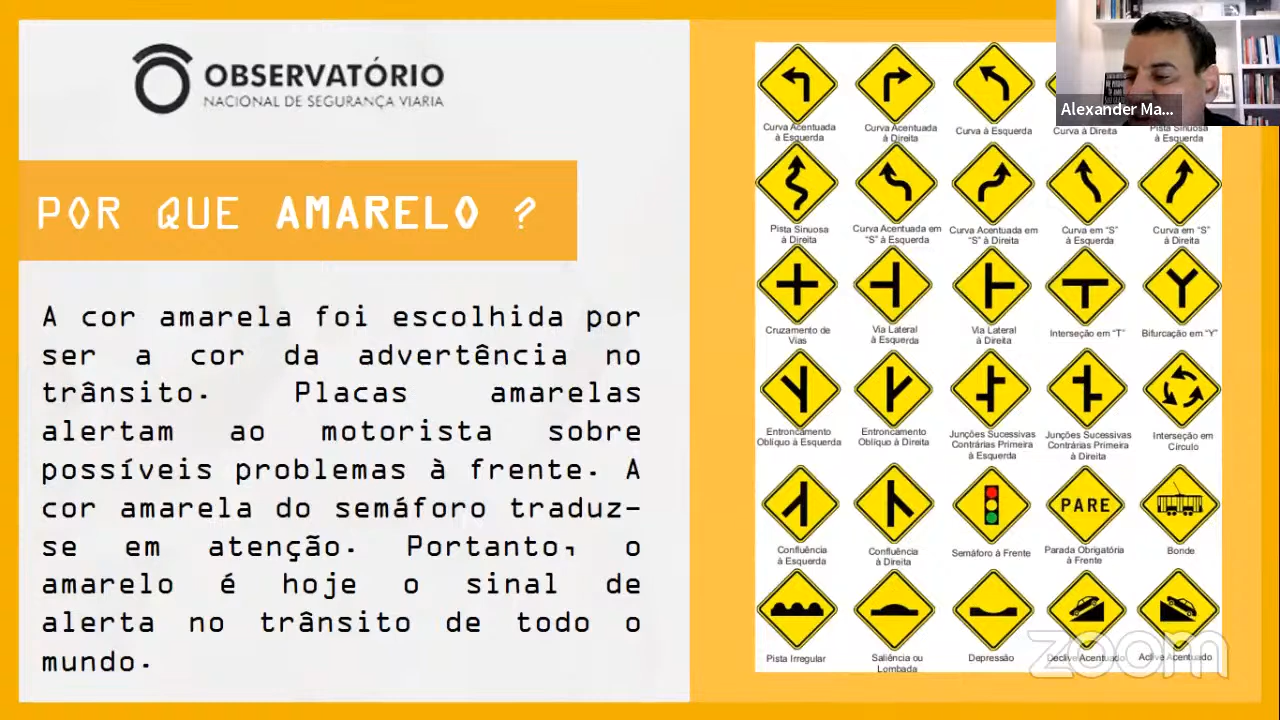 OBSERVATÓRIO
NACIONAL DE SEGURANÇA VIARIA
POR QUE AMARELO ?
A cor amarela foi escolhida por
ser a cor da advertência no
trânsito. Placas amarelas
alertam ao motorista sobre
possíveis problemas à frente. A
cor amarela do semáforo traduz-
se em atenção. Portanto, o
amarelo é hoje o sinal de
alerta no trânsito de todo o
mundo.
Alexander Ma...
Curva Acentuada
à Esquerda
Curva Acentuada
à Direita
Curva à Esquerda
Curva à Direita
Pista Sinuosa
à Esquerda
Pista Sinuosa
à Direita
Curva Acentuada em
"S" à Esquerda
Curva Acentuada em
"S" à Direita
Curva em "S"
à Esquerda
Curva em "S"
à Direita
Cruzamento de
Vias
Via Lateral
à Esquerda
Via Lateral
à Direita
Interseção em "T"
Bifurcação em "Y"
Entroncamento
Oblíquo à Esquerda
Entroncamento
Oblíquo à Direita
Junções Sucessivas
Contrárias Primeira
à Esquerda
Junções Sucessivas
Contrárias Primeira
à Direita
Interseção em
Círculo
Confluência
à Esquerda
Confluência
à Direita
Semáforo à Frente
PARE
Parada Obrigatória
à Frente
Bonde
Pista Irregular
Saliência ou
Lombada
Depressão
Declive Acentuado
Aclive Acentuado
zoom